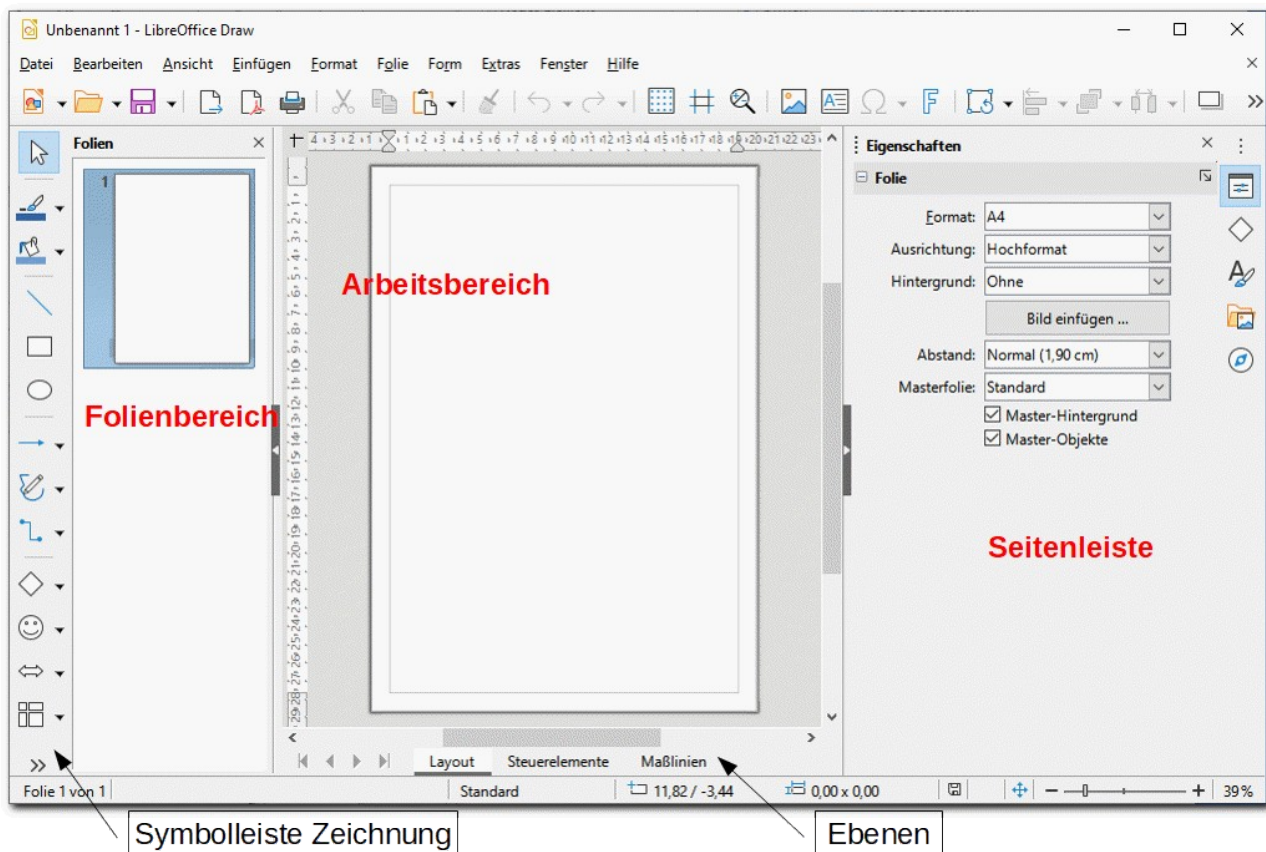 Unbenannt 1 - LibreOffice Draw
Datei Bearbeiten Ansicht Einfügen Format Folie Form Extras Fenster Hilfe
Folien
1
Arbeitsbereich
Folienbereich
Eigenschaften
Folie
Format: A4
Ausrichtung: Hochformat
Hintergrund: Ohne
Bild einfügen ...
Abstand: Normal (1,90 cm)
Masterfolie: Standard
Master-Hintergrund
Master-Objekte
Seitenleiste
Layout Steuerelemente Maßlinien
Folie 1 von 1 Standard 11,82 / -3,44 0,00 x 0,00 39%
Symbolleiste Zeichnung
Ebenen